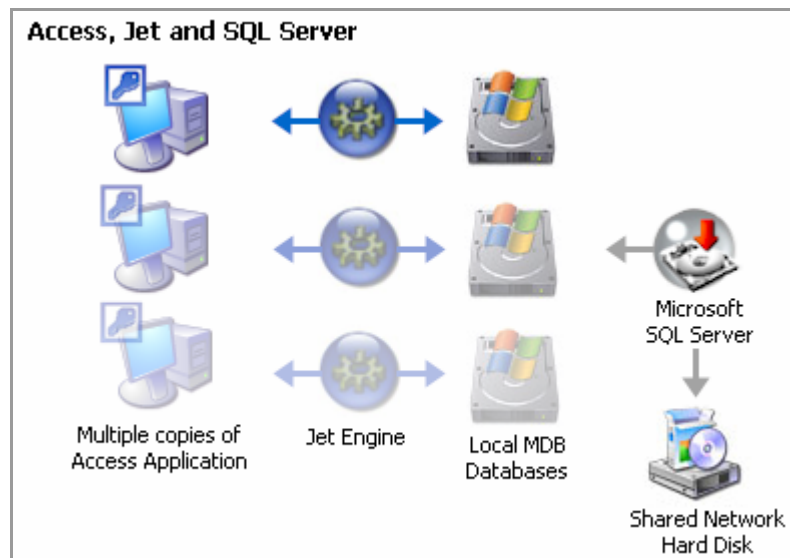 Access, Jet and SQL Server
Microsoft
SQL Server
Multiple copies of
Access Application
Jet Engine
Local MDB
Databases
Shared Network
Hard Disk